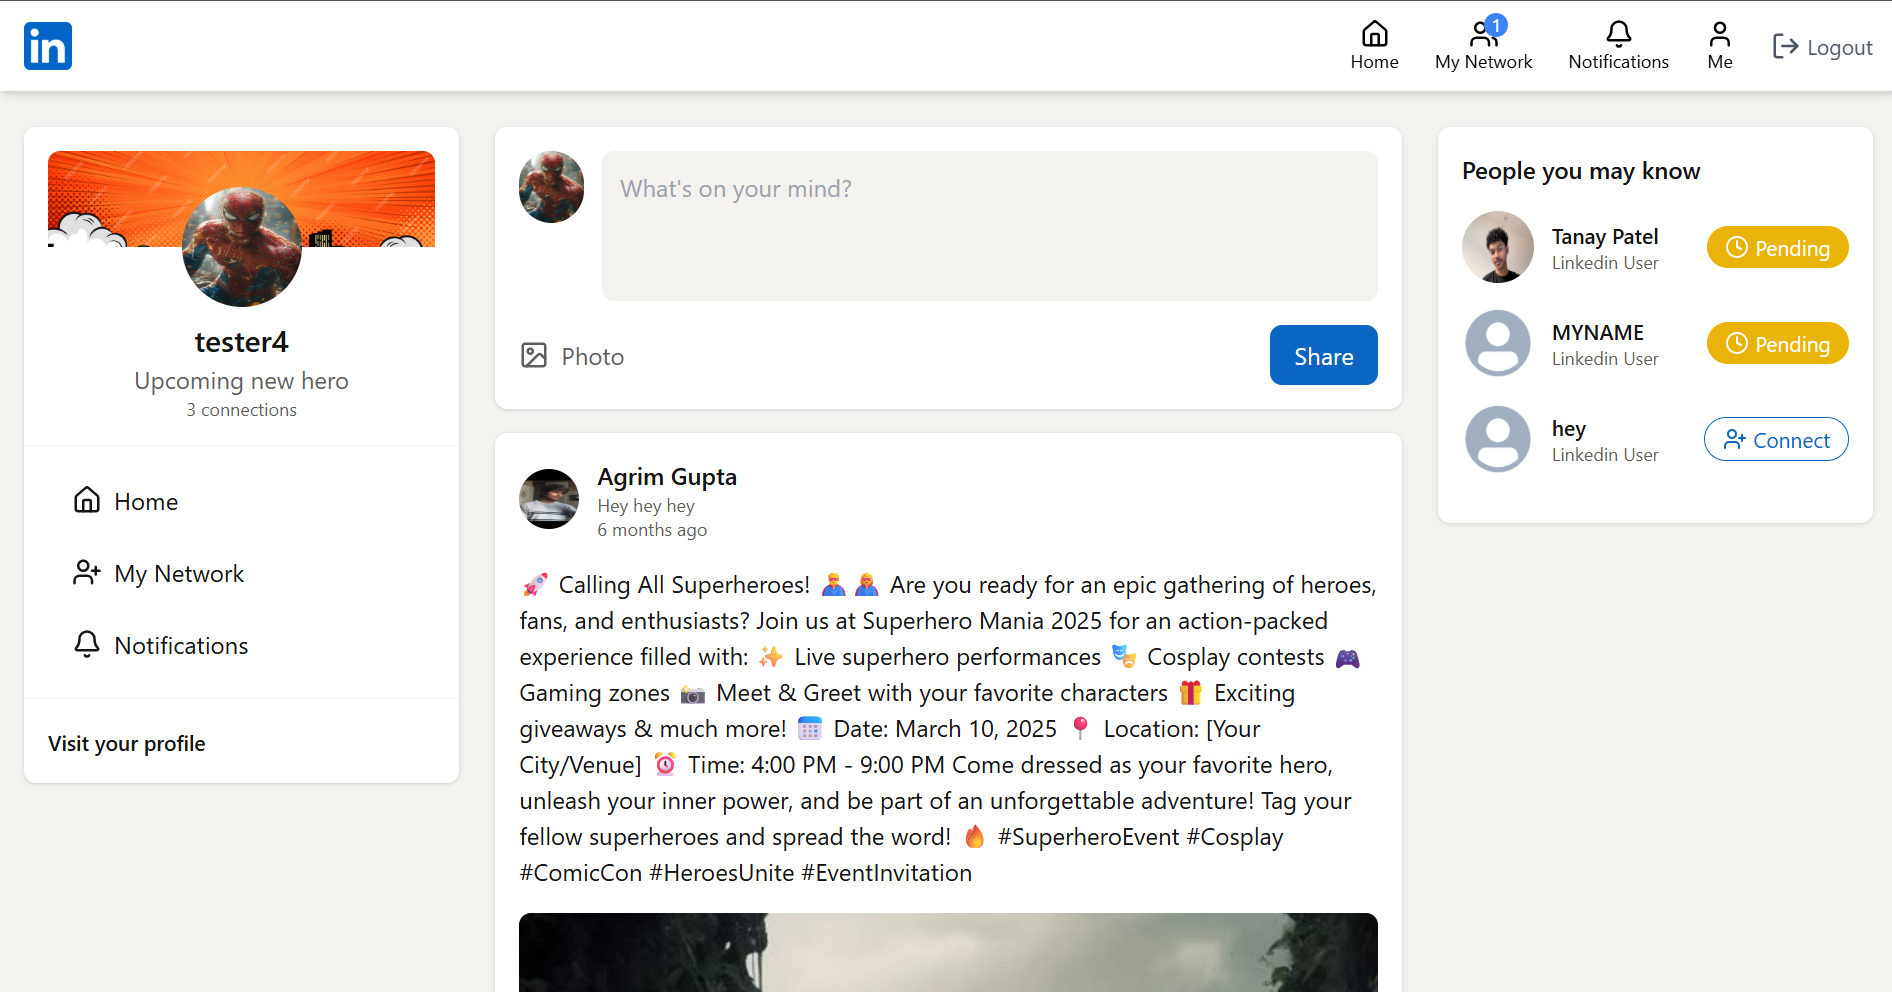 in
1
Home
My Network
Notifications
Me
Logout
tester4
Upcoming new hero
3 connections
Home
My Network
Notifications
Visit your profile
What's on your mind?
Photo
Share
Agrim Gupta
Hey hey hey
6 months ago
🚀 Calling All Superheroes! 🦸‍♂️🦸‍♀️ Are you ready for an epic gathering of heroes,
fans, and enthusiasts? Join us at Superhero Mania 2025 for an action-packed
experience filled with: ✨ Live superhero performances 🎭 Cosplay contests 🎮
Gaming zones 📸 Meet & Greet with your favorite characters 🎁 Exciting
giveaways & much more! 📅 Date: March 10, 2025 📍 Location: [Your
City/Venue] ⏰ Time: 4:00 PM - 9:00 PM Come dressed as your favorite hero,
unleash your inner power, and be part of an unforgettable adventure! Tag your
fellow superheroes and spread the word! 🔥 #SuperheroEvent #Cosplay
#ComicCon #HeroesUnite #EventInvitation
People you may know
Tanay Patel
Linkedin User
Pending
MYNAME
Linkedin User
Pending
hey
Linkedin User
Connect